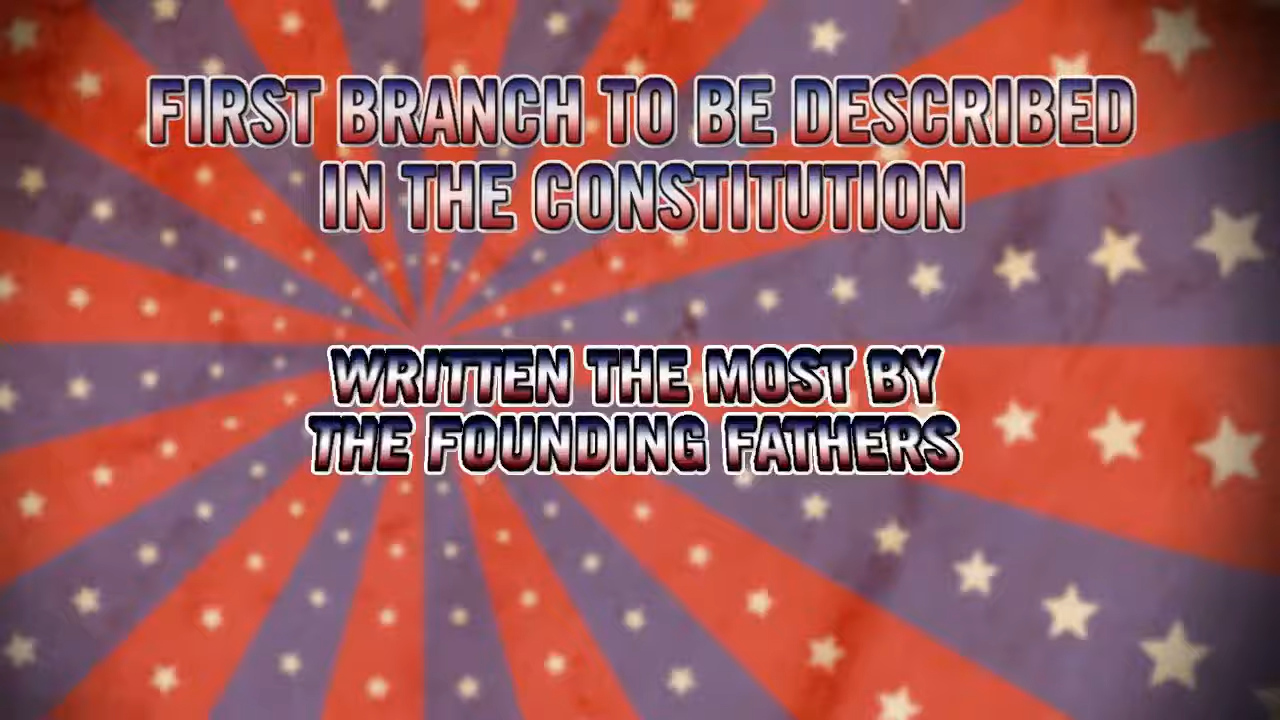 FIRST BRANCH TO BE DESCRIBED
IN THE CONSTITUTION
WRITTEN THE MOST BY
THE FOUNDING FATHERS